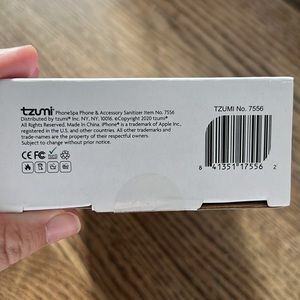 tzumi PhoneSpa Phone & Accessory Sanitizer Item No. 7556
Distributed by tzumi® Inc. NY, NY, 10016. ©Copyright 2020 tzumi®
All Rights Reserved. Made In China, iPhone® is a trademark of Apple Inc.,
registered in the U.S. and other countries. All other trademarks and
trade-names are the property of their respective owners.
Subject to change without prior notice.
CE FC
TZUMI No. 7556
8 41351 17556 2